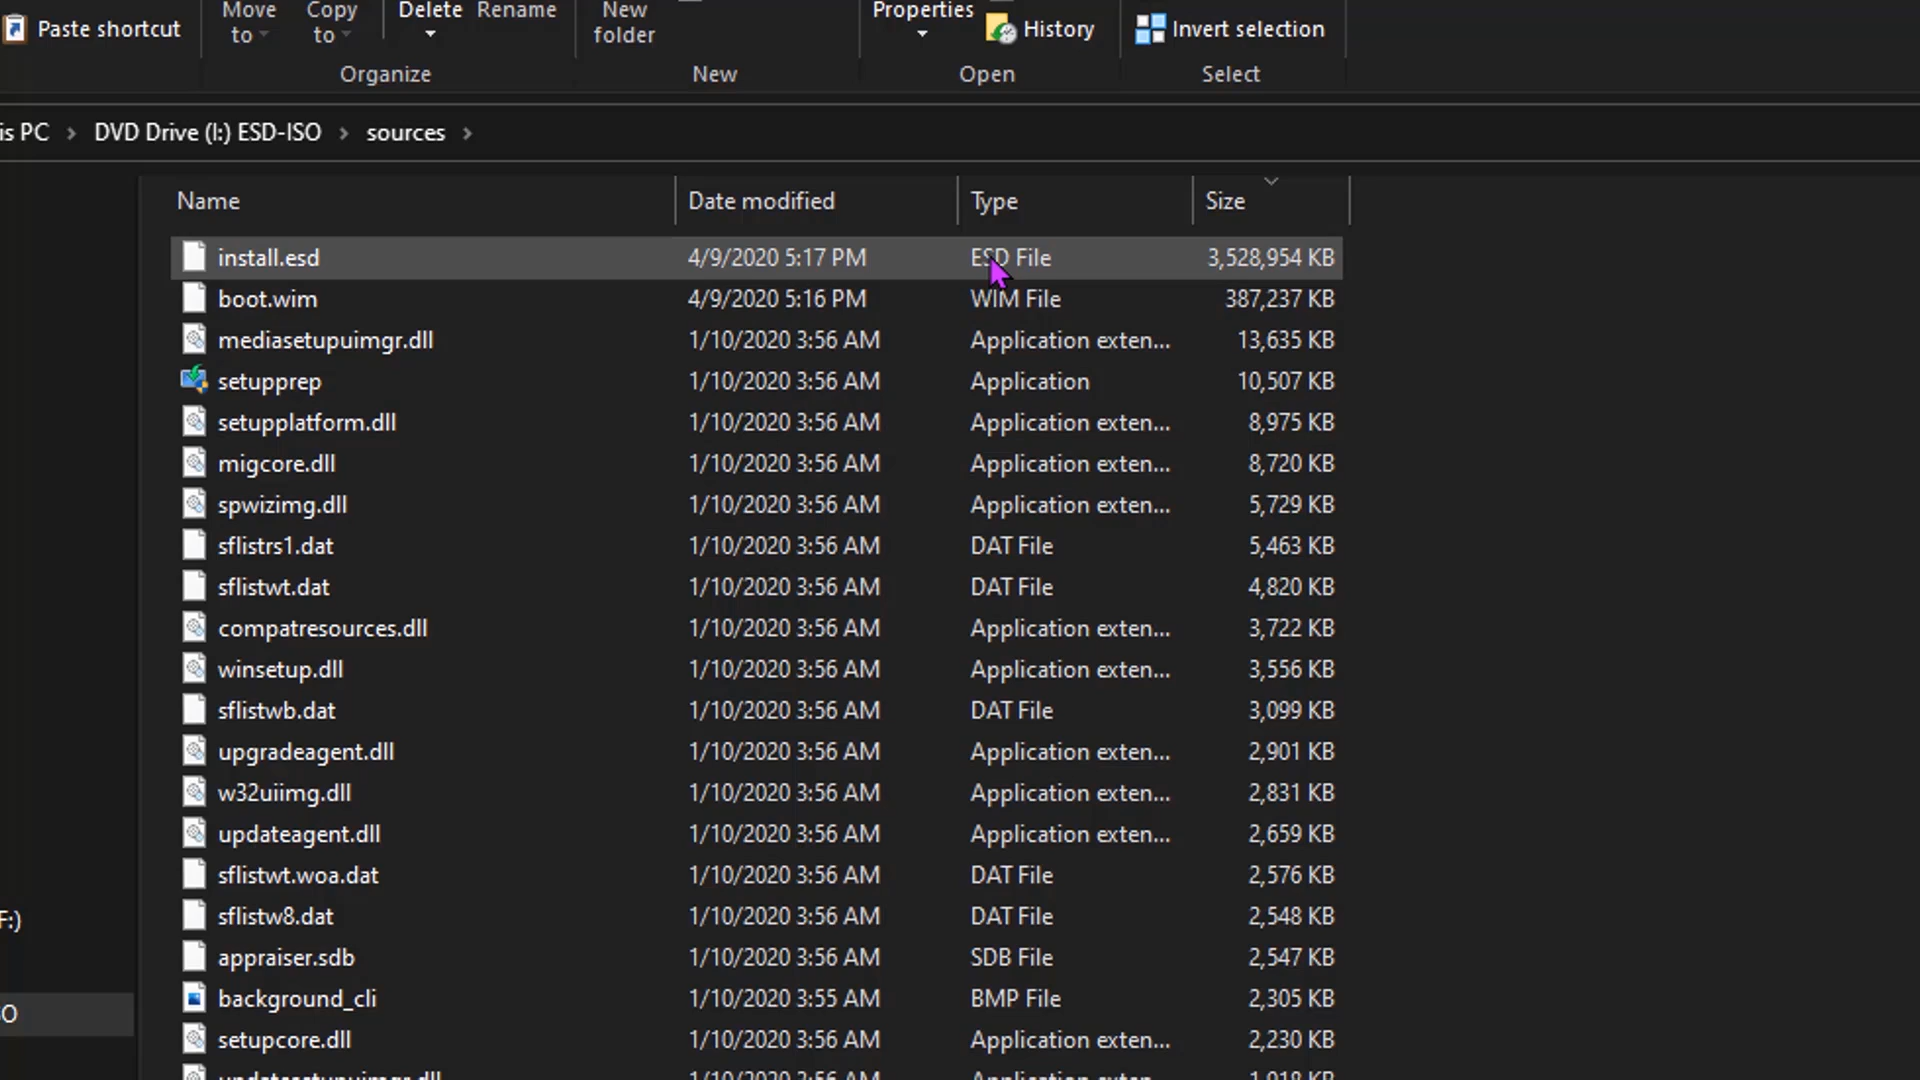 Paste shortcut
Move to
Copy to
Delete
Rename
New folder
Properties
History
Invert selection
Organize
New
Open
Select
is PC > DVD Drive (I:) ESD-ISO > sources >
Name Date modified Type Size
install.esd 4/9/2020 5:17 PM ESD File 3,528,954 KB
boot.wim 4/9/2020 5:16 PM WIM File 387,237 KB
mediasetupuimgr.dll 1/10/2020 3:56 AM Application exten... 13,635 KB
setupprep 1/10/2020 3:56 AM Application 10,507 KB
setupplatform.dll 1/10/2020 3:56 AM Application exten... 8,975 KB
migcore.dll 1/10/2020 3:56 AM Application exten... 8,720 KB
spwizimg.dll 1/10/2020 3:56 AM Application exten... 5,729 KB
sflistrs1.dat 1/10/2020 3:56 AM DAT File 5,463 KB
sflistwt.dat 1/10/2020 3:56 AM DAT File 4,820 KB
compatresources.dll 1/10/2020 3:56 AM Application exten... 3,722 KB
winsetup.dll 1/10/2020 3:56 AM Application exten... 3,556 KB
sflistwb.dat 1/10/2020 3:56 AM DAT File 3,099 KB
upgradeagent.dll 1/10/2020 3:56 AM Application exten... 2,901 KB
w32uiimg.dll 1/10/2020 3:56 AM Application exten... 2,831 KB
updateagent.dll 1/10/2020 3:56 AM Application exten... 2,659 KB
sflistwt.woa.dat 1/10/2020 3:56 AM DAT File 2,576 KB
F:)
sflistw8.dat 1/10/2020 3:56 AM DAT File 2,548 KB
appraiser.sdb 1/10/2020 3:56 AM SDB File 2,547 KB
background_cli 1/10/2020 3:55 AM BMP File 2,305 KB
SO
setupcore.dll 1/10/2020 3:56 AM Application exten... 2,230 KB